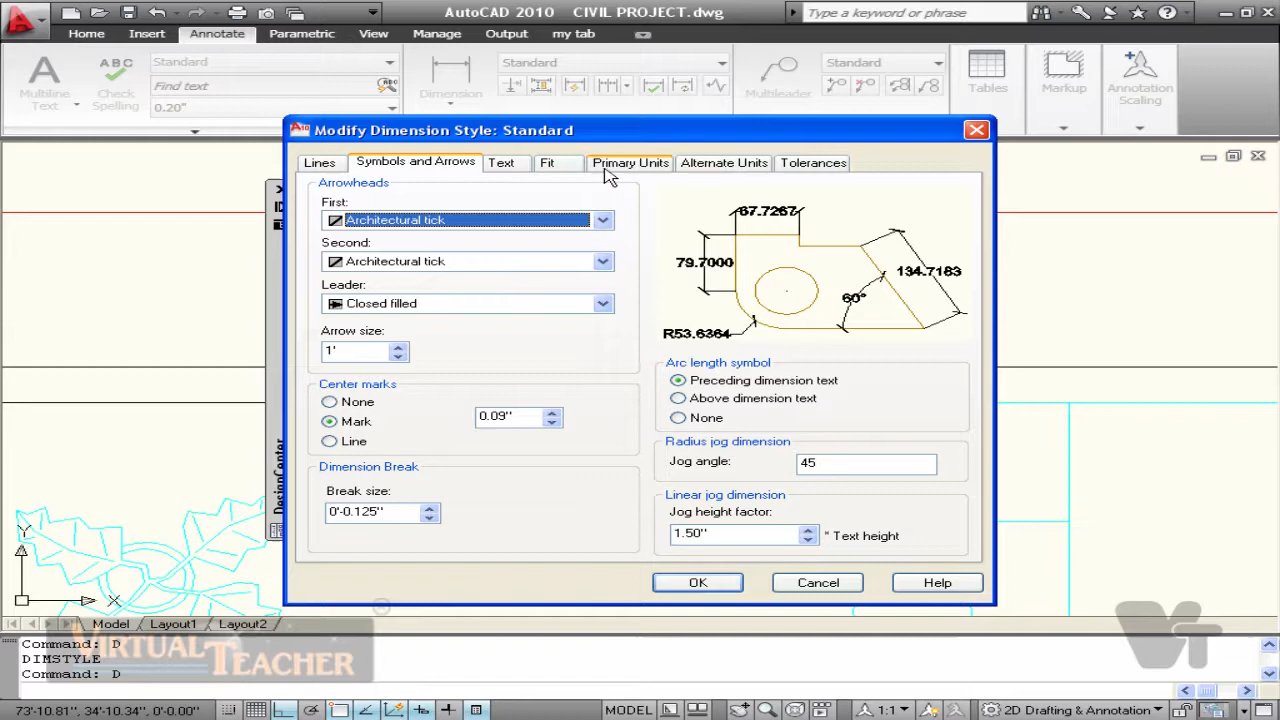 AutoCAD 2010 CIVIL PROJECT.dwg
Type a keyword or phrase
Home Insert Annotate Parametric View Manage Output my tab
Multiline Text
ABC
Check Spelling
Standard
Find text
ABC
0.20"
Dimension
Standard
Multileader
Standard
Tables
Markup
Annotation Scaling
Modify Dimension Style: Standard
Lines Symbols and Arrows Text Fit Primary Units Alternate Units Tolerances
Arrowheads
First:
Architectural tick
Second:
Architectural tick
Leader:
Closed filled
Arrow size:
1'
Center marks
None
Mark
Line
0.09"
Dimension Break
Break size:
0'-0.125"
67.7267
79.7000
134.7183
60°
R53.6364
Arc length symbol
Preceding dimension text
Above dimension text
None
Radius jog dimension
Jog angle: 45
Linear jog dimension
Jog height factor:
1.50" * Text height
OK Cancel Help
DesignCenter
Y
X
Model Layout1 Layout2
Command: D
DIMSTYLE
Command: D
VIRTUAL TEACHER
VT
73'-10.81", 34'-10.34", 0'-0.00"
MODEL
1:1
2D Drafting & Annotation